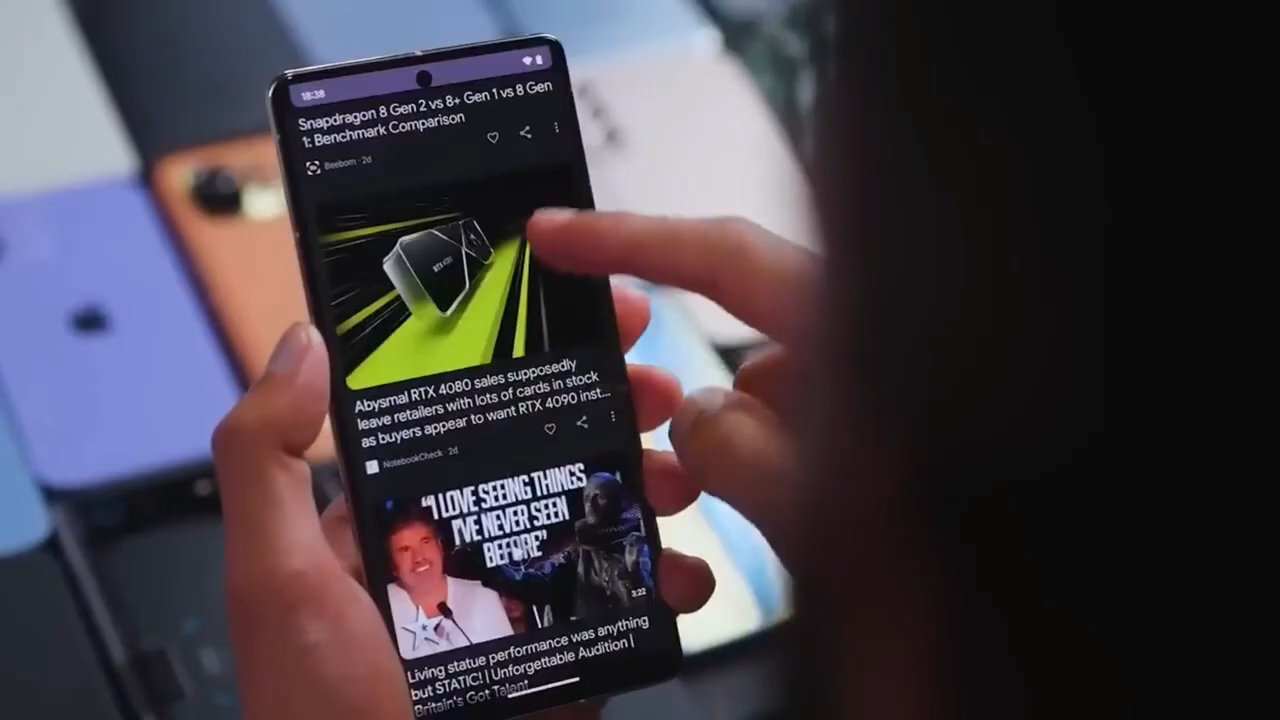 18:38
Snapdragon 8 Gen 2 vs 8+ Gen 1 vs 8 Gen
1: Benchmark Comparison
Beebom · 2d
RTX 4080
Abysmal RTX 4080 sales supposedly
leave retailers with lots of cards in stock
as buyers appear to want RTX 4090 inst...
NotebookCheck · 2d
"I LOVE SEEING THINGS
I'VE NEVER SEEN
BEFORE"
3:22
Living statue performance was anything
but STATIC! | Unforgettable Audition |
Britain's Got Talent